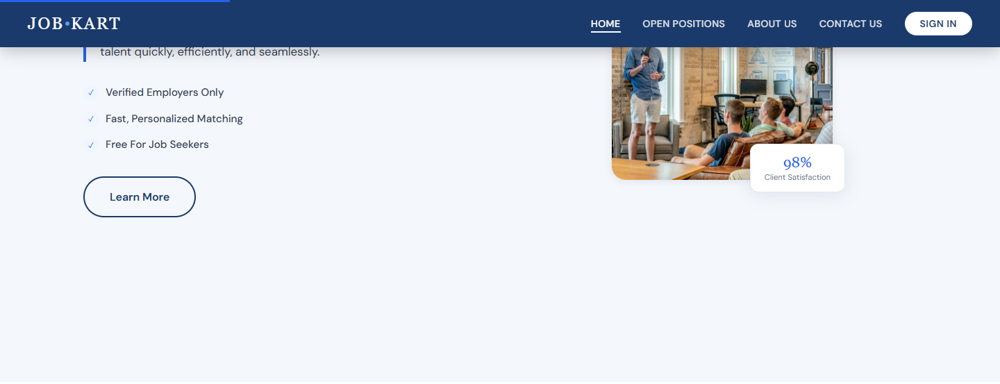 JOB•KART
HOME
OPEN POSITIONS
ABOUT US
CONTACT US
SIGN IN
talent quickly, efficiently, and seamlessly.
✓ Verified Employers Only
✓ Fast, Personalized Matching
✓ Free For Job Seekers
98%
Client Satisfaction
Learn More